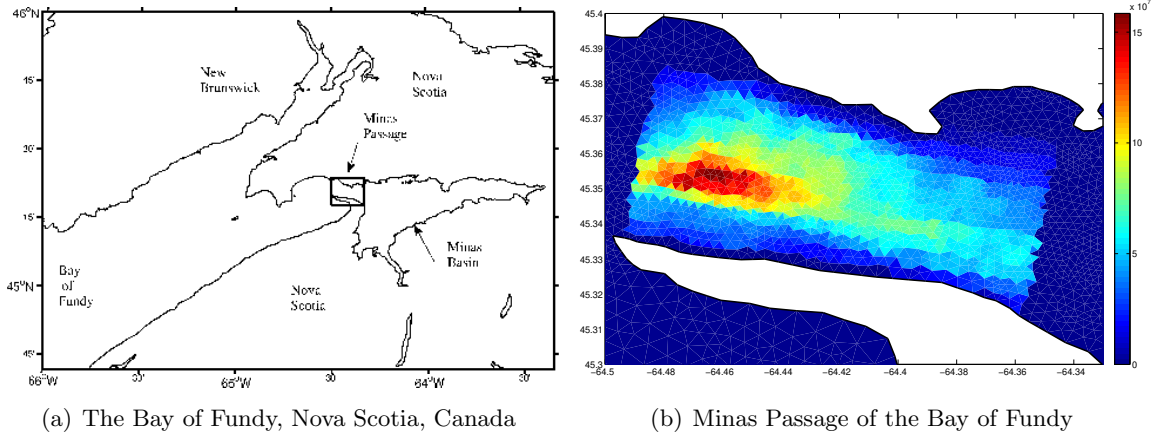 46°N
45'
30'
15'
45°N
45'
66°W
30'
65°W
30'
64°W
30'
New
Brunswick
Nova
Scotia
Minas
Passage
Minas
Basin
Bay
of
Fundy
Nova
Scotia
(a) The Bay of Fundy, Nova Scotia, Canada
45.4
45.39
45.38
45.37
45.36
45.35
45.34
45.33
45.32
45.31
45.3
−64.5 −64.48 −64.46 −64.44 −64.42 −64.4 −64.38 −64.36 −64.34
x 10⁷
15
10
5
0
(b) Minas Passage of the Bay of Fundy